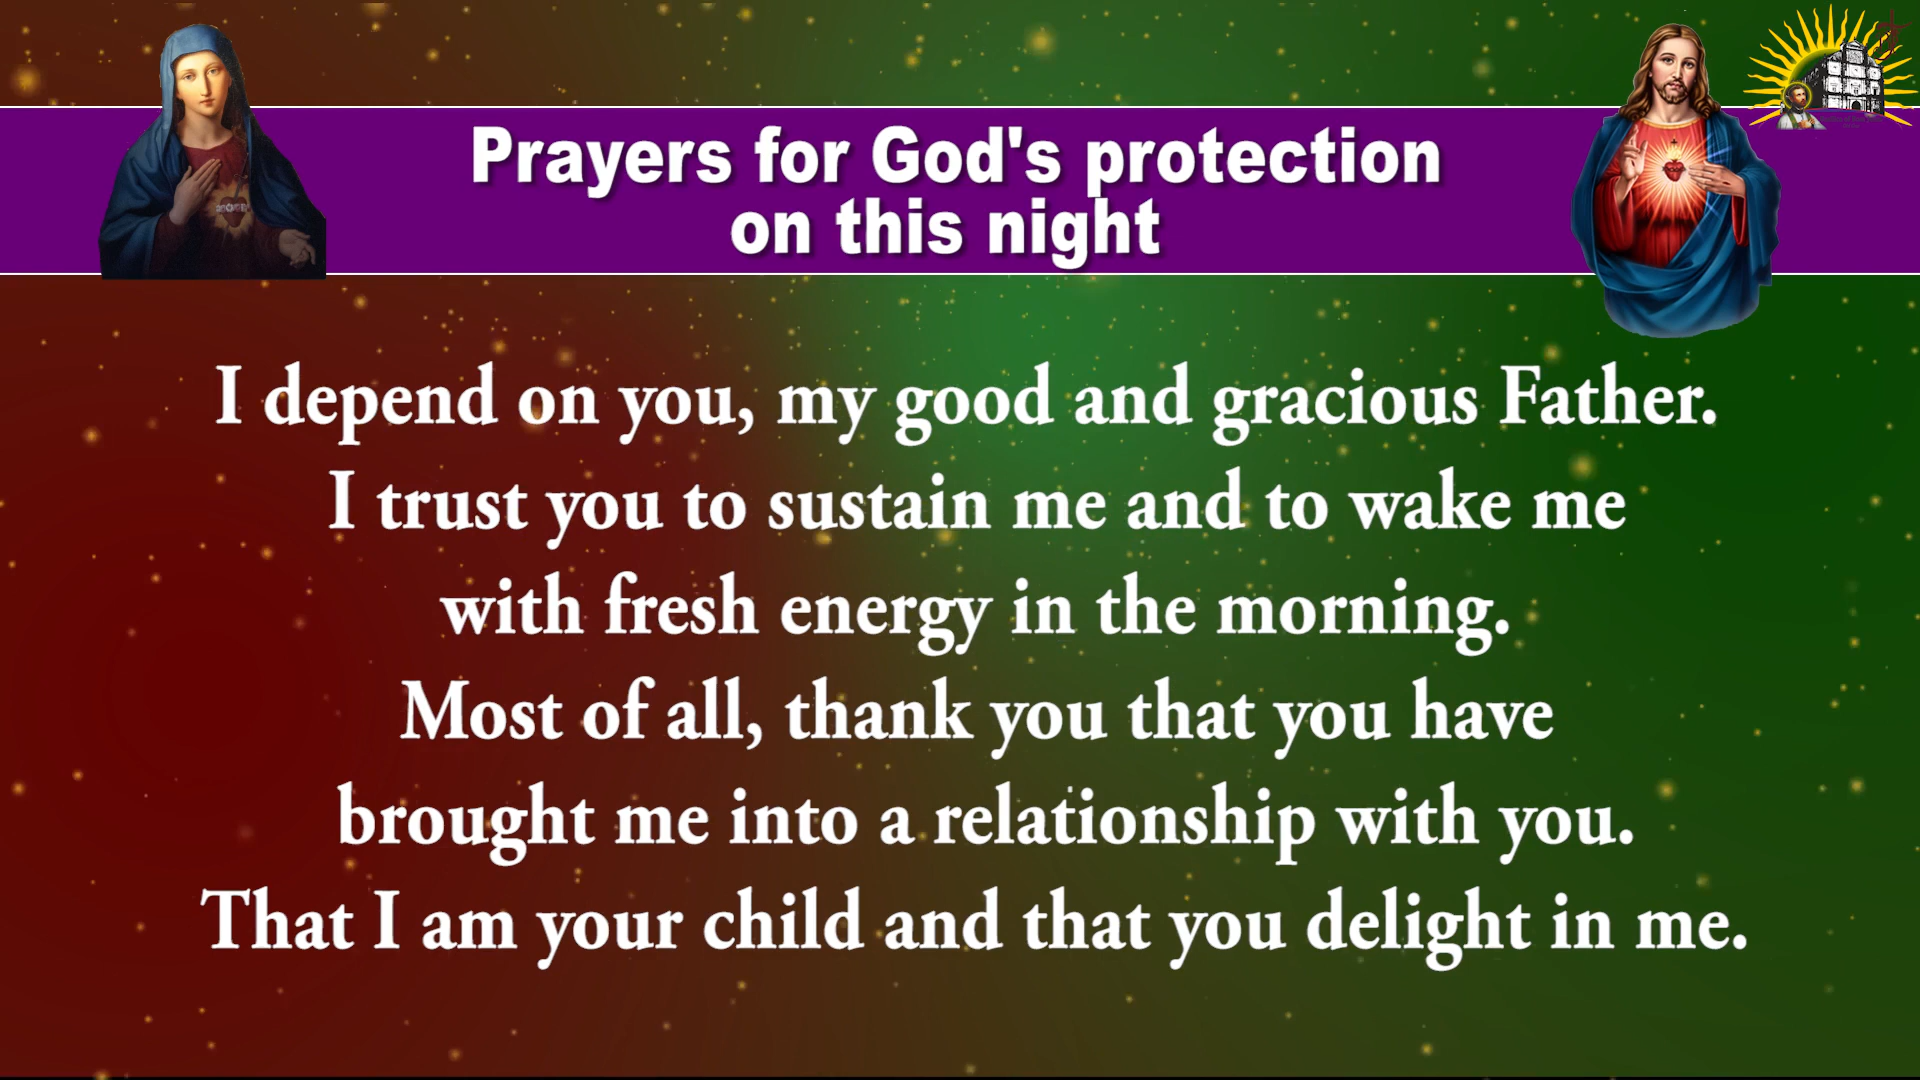 Prayers for God's protection
on this night
I depend on you, my good and gracious Father.
I trust you to sustain me and to wake me
with fresh energy in the morning.
Most of all, thank you that you have
brought me into a relationship with you.
That I am your child and that you delight in me.